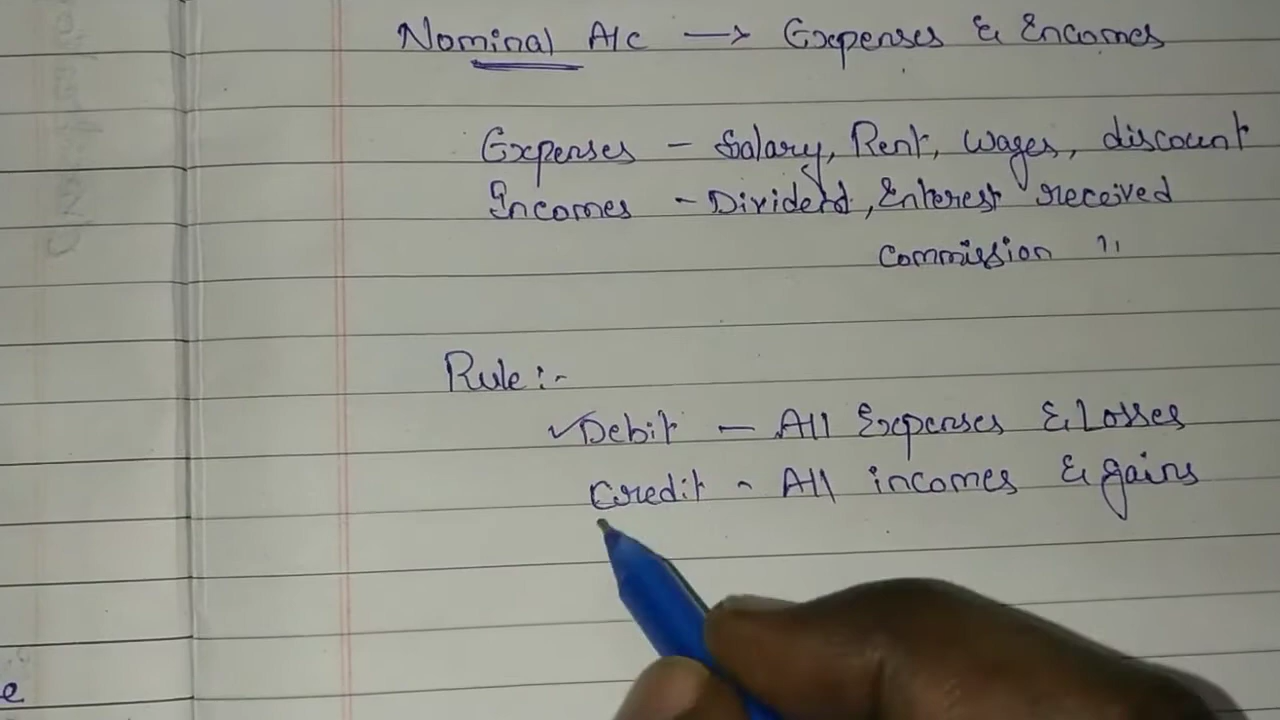 Nominal A/c → Expenses & Incomes
Expenses - Salary, Rent, Wages, discount
Incomes - Dividend, Interest received
Commission "
Rule :-
✓Debit - All Expenses & Losses
Credit - All incomes & gains
e